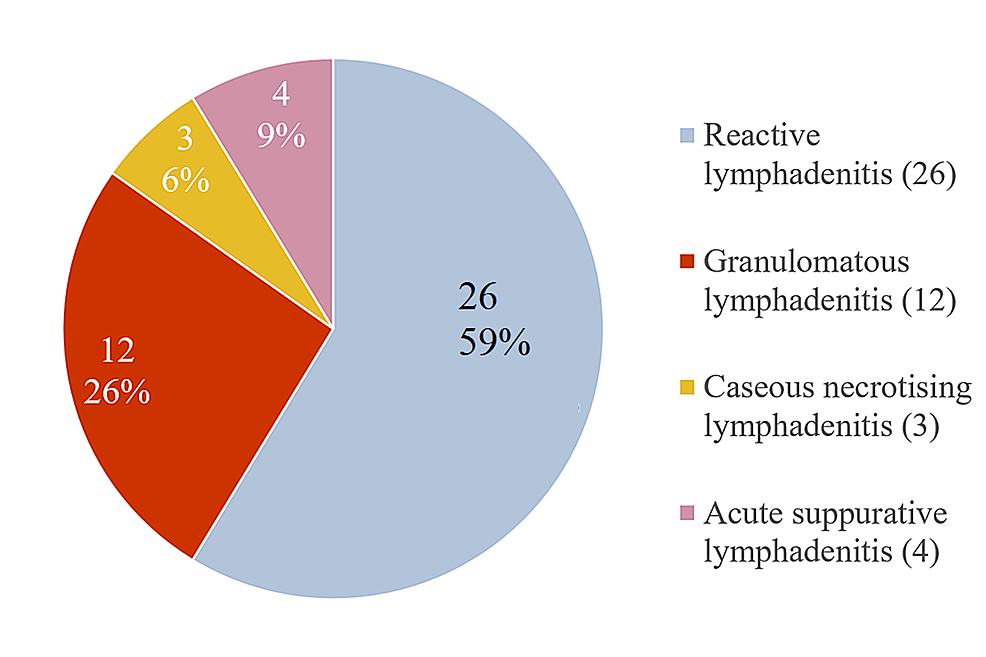 4
9%
3
6%
26
59%
12
26%
Reactive
lymphadenitis (26)
Granulomatous
lymphadenitis (12)
Caseous necrotising
lymphadenitis (3)
Acute suppurative
lymphadenitis (4)